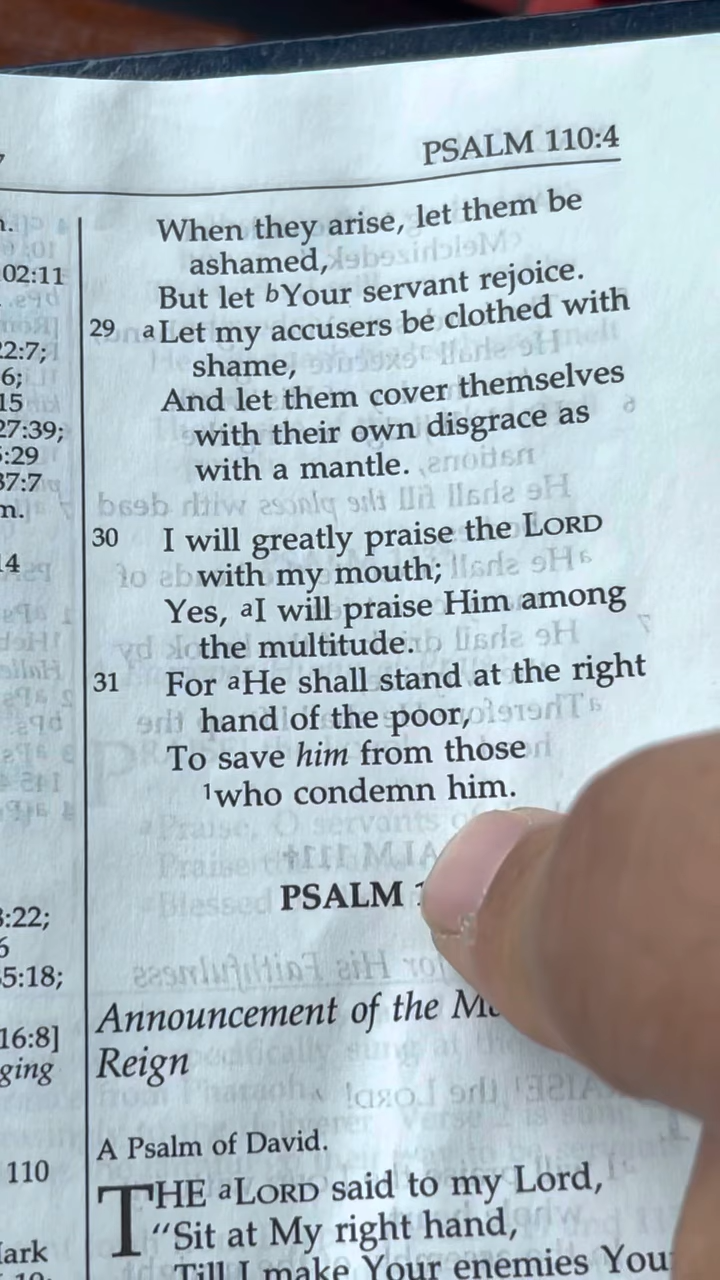 PSALM 110:4
02:11
22:7;
6;
15
27:39;
:29
37:7
m.
14
3:22;
6
5:18;
16:8]
ging
110
Mark
When they arise, let them be
ashamed,
But let bYour servant rejoice.
29 aLet my accusers be clothed with
shame,
And let them cover themselves
with their own disgrace as
with a mantle.
30 I will greatly praise the LORD
with my mouth;
Yes, aI will praise Him among
the multitude.
31 For aHe shall stand at the right
hand of the poor,
To save him from those
1who condemn him.
PSALM
Announcement of the
Reign
A Psalm of David.
THE aLORD said to my Lord,
“Sit at My right hand,
Till I make Your enemies You